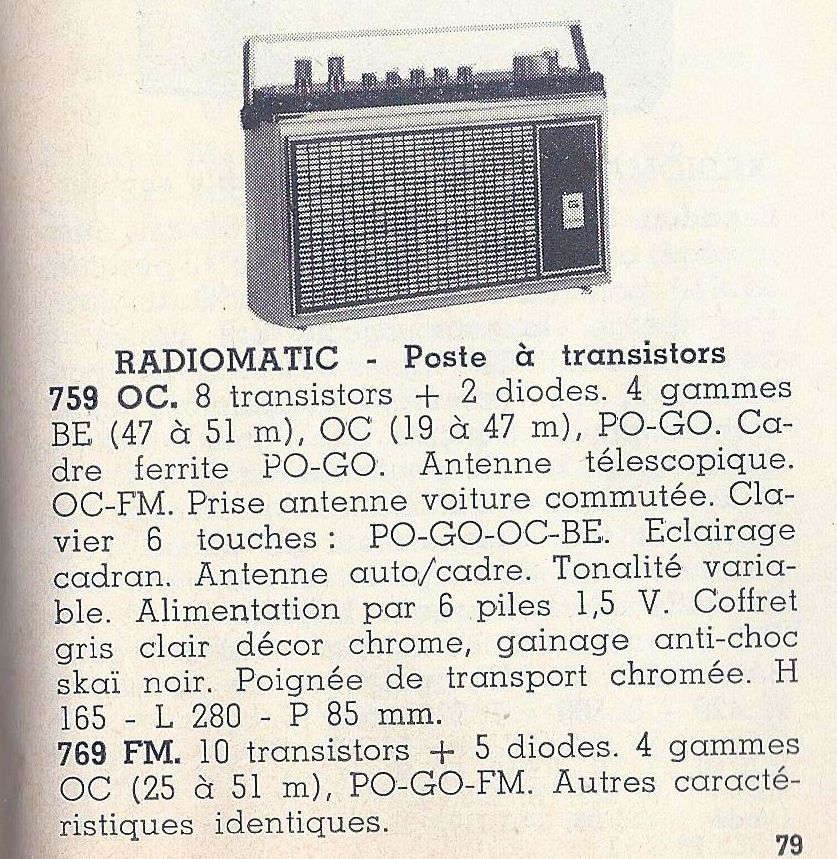 RADIOMATIC - Poste à transistors
759 OC. 8 transistors + 2 diodes. 4 gammes
BE (47 à 51 m), OC (19 à 47 m), PO-GO. Ca-
dre ferrite PO-GO. Antenne télescopique.
OC-FM. Prise antenne voiture commutée. Cla-
vier 6 touches : PO-GO-OC-BE. Eclairage
cadran. Antenne auto/cadre. Tonalité varia-
ble. Alimentation par 6 piles 1,5 V. Coffret
gris clair décor chrome, gainage anti-choc
skaï noir. Poignée de transport chromée. H
165 - L 280 - P 85 mm.
769 FM. 10 transistors + 5 diodes. 4 gammes
OC (25 à 51 m), PO-GO-FM. Autres caracté-
ristiques identiques.
79